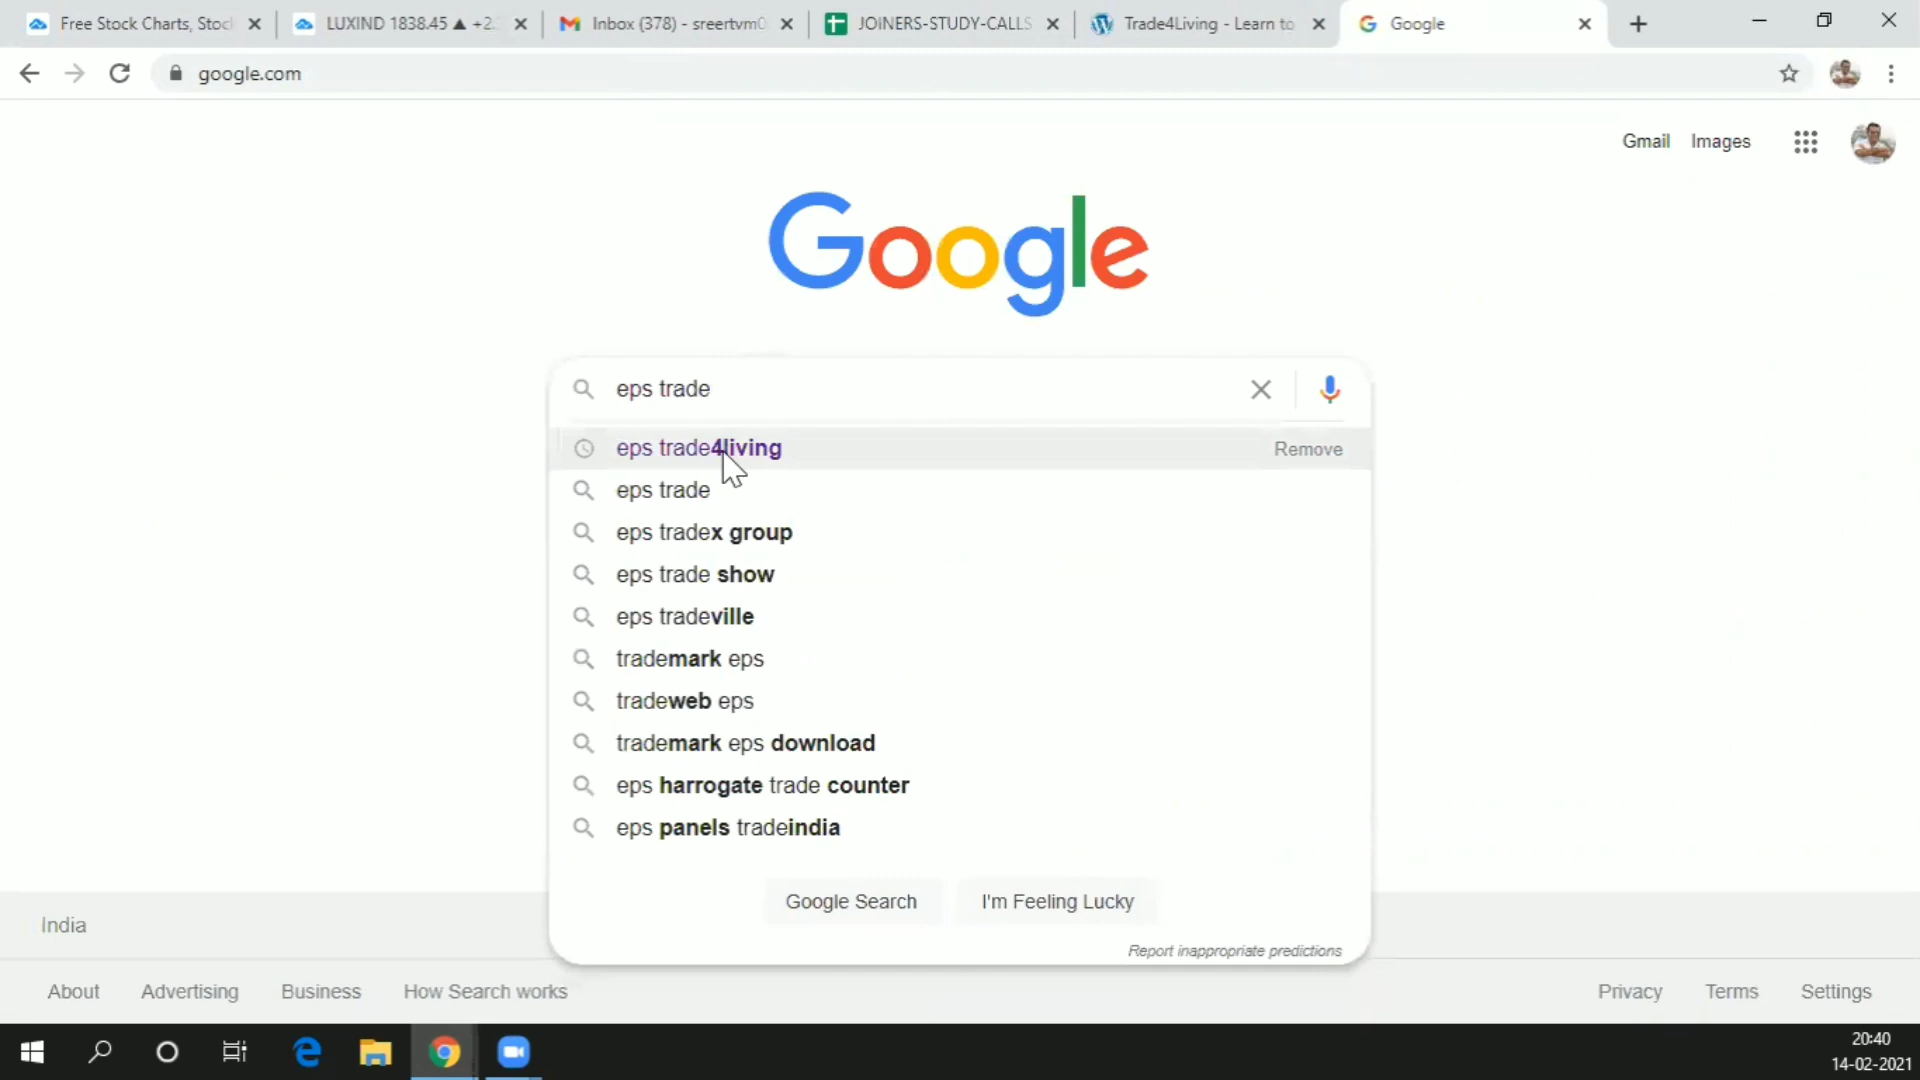 Free Stock Charts, Stoc
LUXIND 1838.45 ▲ +2.
Inbox (378) - sreertvm0
JOINERS-STUDY-CALLS
Trade4Living - Learn to
Google
google.com
Gmail
Images
Google
eps trade
eps trade4living
Remove
eps trade
eps tradex group
eps trade show
eps tradeville
trademark eps
tradeweb eps
trademark eps download
eps harrogate trade counter
eps panels tradeindia
Google Search
I'm Feeling Lucky
Report inappropriate predictions
India
About
Advertising
Business
How Search works
Privacy
Terms
Settings
20:40
14-02-2021